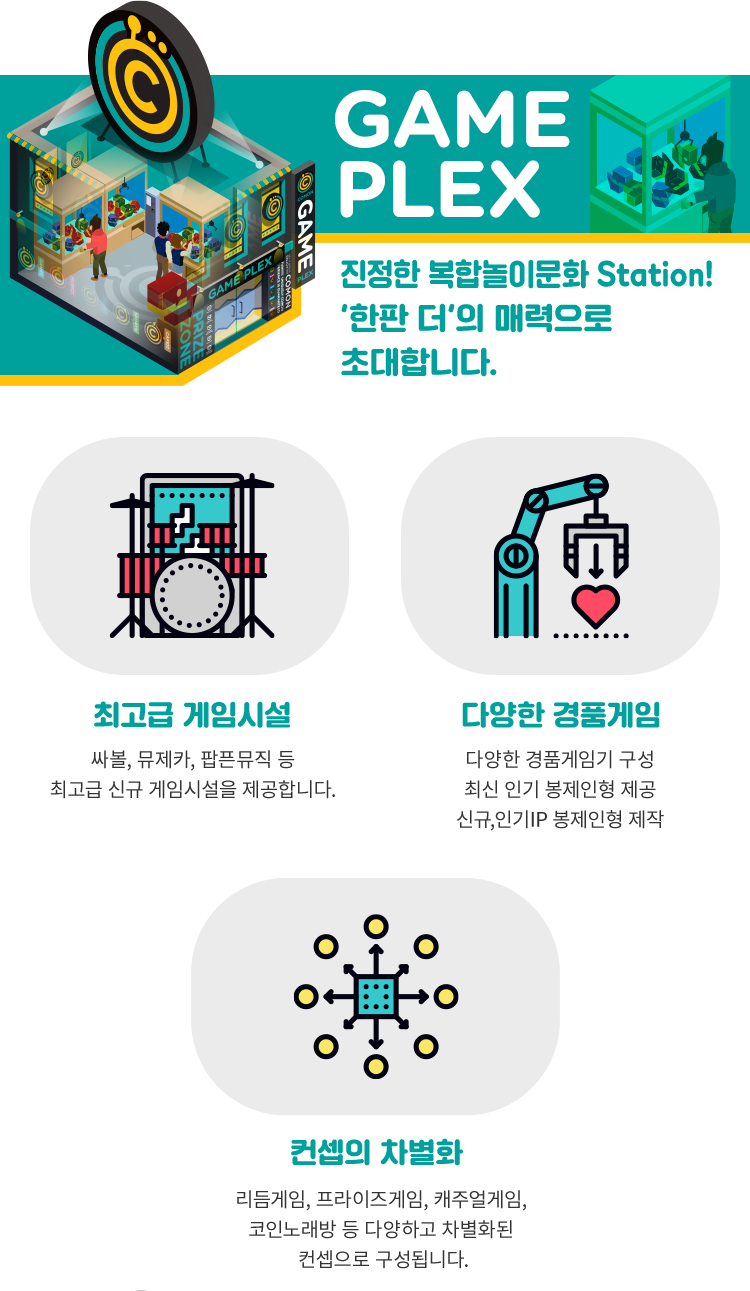 GAME
PLEX
GAME
PLEX
GAME PLEX
COMON
PRIZE
ZONE
진정한 복합놀이문화 Station!
‘한판 더‘의 매력으로
초대합니다.
최고급 게임시설
싸볼, 뮤제카, 팝픈뮤직 등
최고급 신규 게임시설을 제공합니다.
다양한 경품게임
다양한 경품게임기 구성
최신 인기 봉제인형 제공
신규,인기IP 봉제인형 제작
컨셉의 차별화
리듬게임, 프라이즈게임, 캐주얼게임,
코인노래방 등 다양하고 차별화된
컨셉으로 구성됩니다.